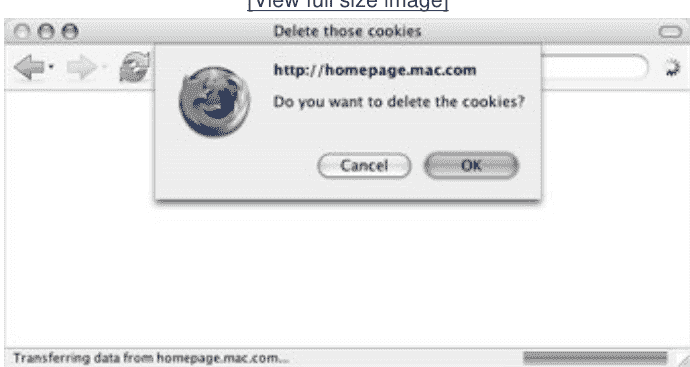 [View full size image]
Delete those cookies
http://homepage.mac.com
Do you want to delete the cookies?
Cancel OK
Transferring data from homepage.mac.com...